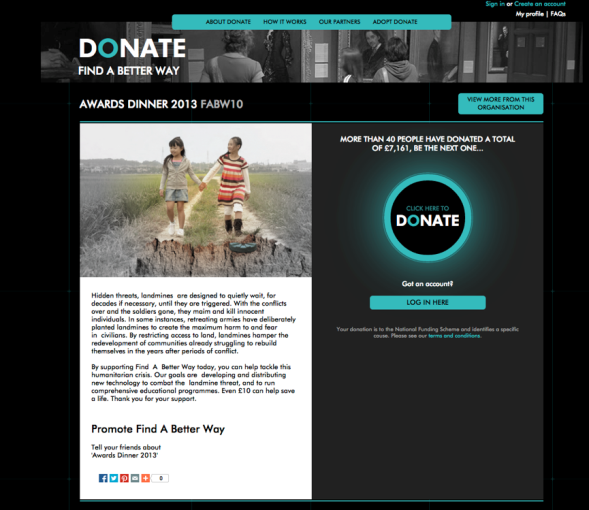 Sign in or Create an account
My profile | FAQs
ABOUT DONATE HOW IT WORKS OUR PARTNERS ADOPT DONATE
DONATE
FIND A BETTER WAY
AWARDS DINNER 2013 FABW10
VIEW MORE FROM THIS
ORGANISATION
Hidden threats, landmines are designed to quietly wait, for
decades if necessary, until they are triggered. With the conflicts
over and the soldiers gone, they maim and kill innocent
individuals. In some instances, retreating armies have deliberately
planted landmines to create the maximum harm to and fear
in civilians. By restricting access to land, landmines hamper the
redevelopment of communities already struggling to rebuild
themselves in the years after periods of conflict.
By supporting Find A Better Way today, you can help tackle this
humanitarian crisis. Our goals are developing and distributing
new technology to combat the landmine threat, and to run
comprehensive educational programmes. Even £10 can help save
a life. Thank you for your support.
Promote Find A Better Way
Tell your friends about
'Awards Dinner 2013'
0
MORE THAN 40 PEOPLE HAVE DONATED A TOTAL
OF £7,161, BE THE NEXT ONE...
CLICK HERE TO
DONATE
Got an account?
LOG IN HERE
Your donation is to the National Funding Scheme and identifies a specific
cause. Please see our terms and conditions.